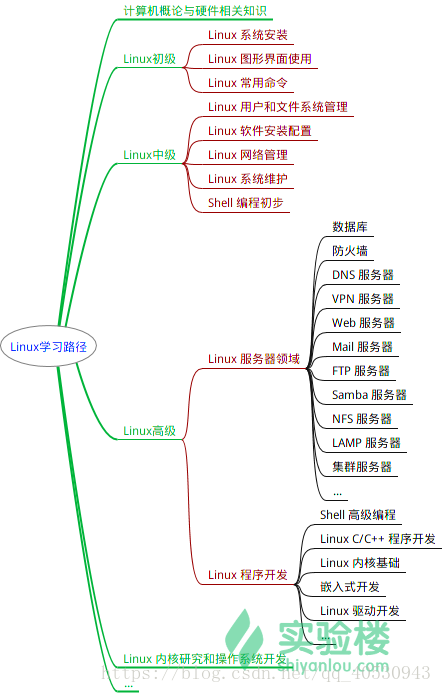 计算机概论与硬件相关知识
Linux初级
Linux 系统安装
Linux 图形界面使用
Linux 常用命令
Linux中级
Linux 用户和文件系统管理
Linux 软件安装配置
Linux 网络管理
Linux 系统维护
Shell 编程初步
Linux学习路径
Linux高级
Linux 服务器领域
数据库
防火墙
DNS 服务器
VPN 服务器
Web 服务器
Mail 服务器
FTP 服务器
Samba 服务器
NFS 服务器
LAMP 服务器
集群服务器
...
Linux 程序开发
Shell 高级编程
Linux C/C++ 程序开发
Linux 内核基础
嵌入式开发
Linux 驱动开发
...
Linux 内核研究和操作系统开发
...
实验楼
shiyanlou.com
https://blog.csdn.net/qq_40330943